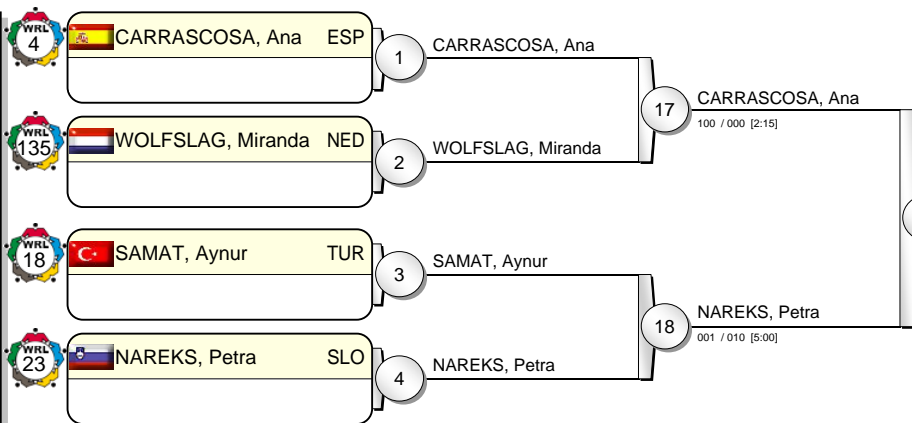 WRL
4
CARRASCOSA, Ana ESP
1
CARRASCOSA, Ana
17
CARRASCOSA, Ana
100 / 000 [2:15]
WRL
135
WOLFSLAG, Miranda NED
2
WOLFSLAG, Miranda
WRL
18
SAMAT, Aynur TUR
3
SAMAT, Aynur
18
NAREKS, Petra
001 / 010 [5:00]
WRL
23
NAREKS, Petra SLO
4
NAREKS, Petra